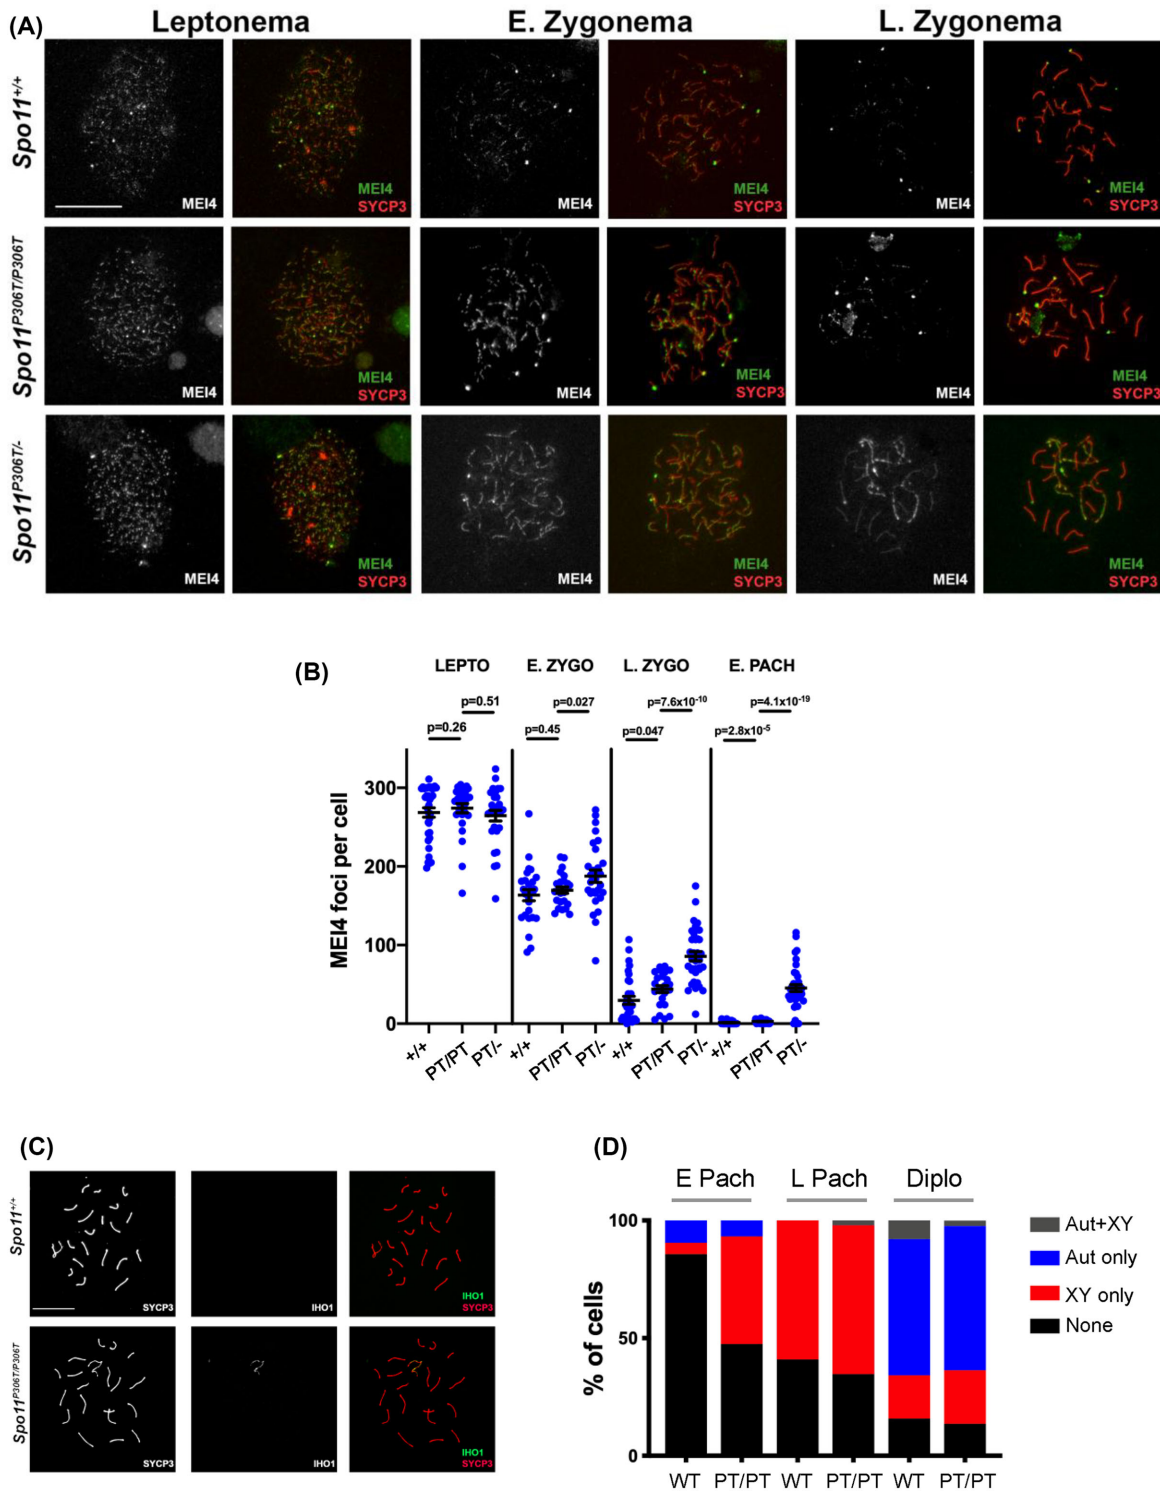 (A)
Leptonema E. Zygonema L. Zygonema
Spo11+/+
MEI4
MEI4
SYCP3
MEI4
MEI4
SYCP3
MEI4
MEI4
SYCP3
Spo11P306T/P306T
MEI4
MEI4
SYCP3
MEI4
MEI4
SYCP3
MEI4
MEI4
SYCP3
Spo11P306T/-
MEI4
MEI4
SYCP3
MEI4
MEI4
SYCP3
MEI4
MEI4
SYCP3
(B)
LEPTO E. ZYGO L. ZYGO E. PACH
p=0.51 p=0.027 p=7.6x10-10 p=4.1x10-19
p=0.26 p=0.45 p=0.047 p=2.8x10-5
MEI4 foci per cell
300
200
100
0
+/+ PT/PT PT/- +/+ PT/PT PT/- +/+ PT/PT PT/- +/+ PT/PT PT/-
(C)
Spo11+/+
SYCP3
IHO1
IHO1
SYCP3
Spo11P306T/P306T
SYCP3
IHO1
IHO1
SYCP3
(D)
E Pach L Pach Diplo
% of cells
100
50
0
WT PT/PT WT PT/PT WT PT/PT
Aut+XY
Aut only
XY only
None